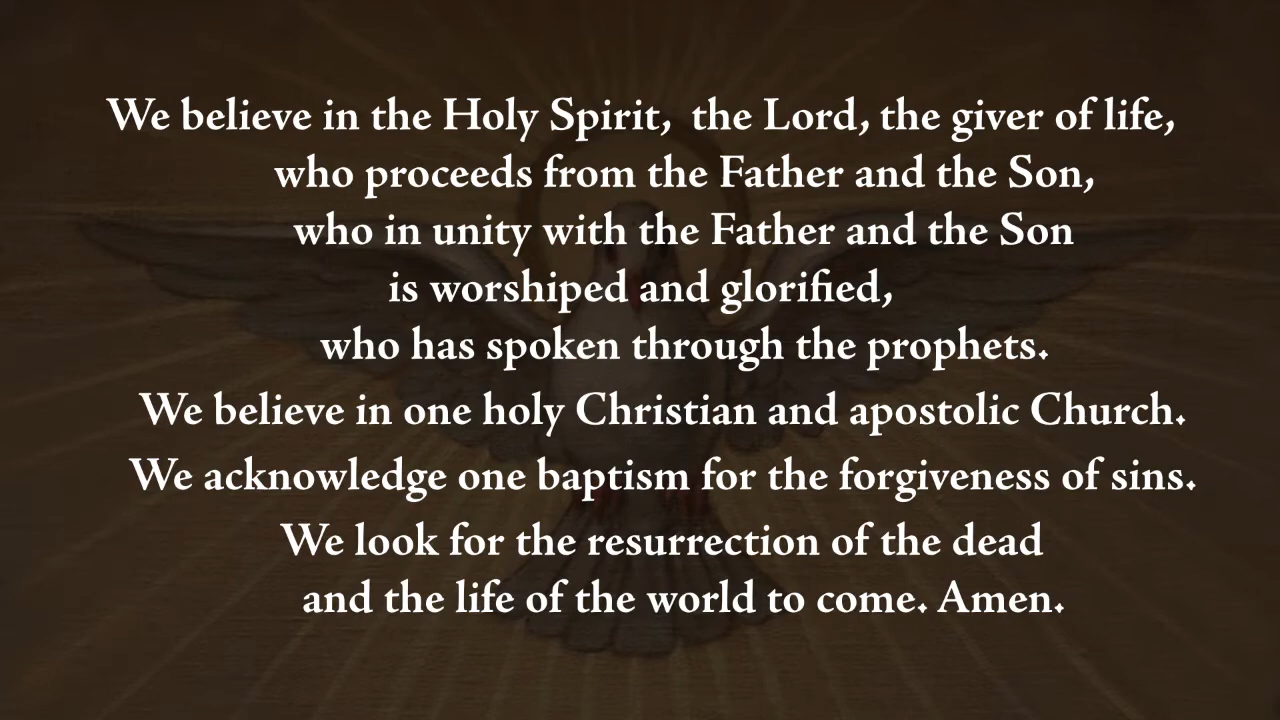 We believe in the Holy Spirit,  the Lord, the giver of life,
who proceeds from the Father and the Son,
who in unity with the Father and the Son
is worshiped and glorified,
who has spoken through the prophets.
We believe in one holy Christian and apostolic Church.
We acknowledge one baptism for the forgiveness of sins.
We look for the resurrection of the dead
and the life of the world to come. Amen.